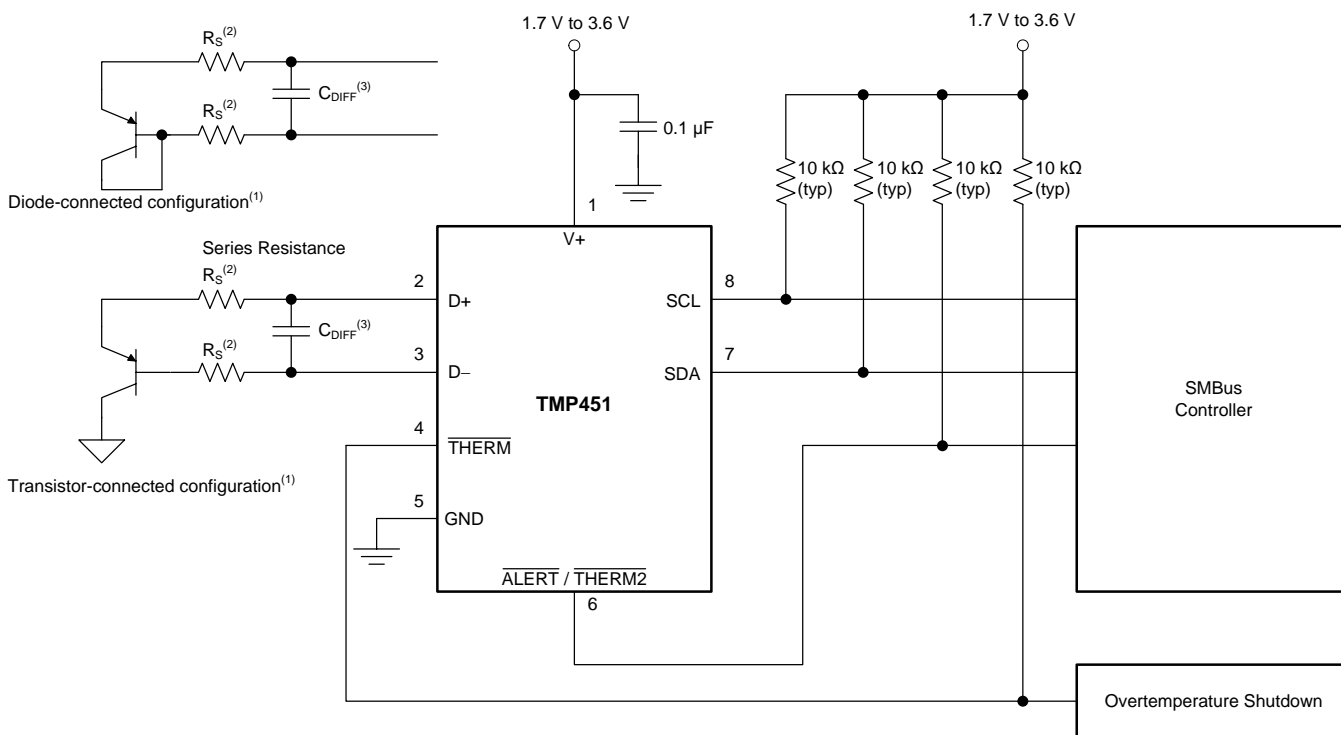 1.7 V to 3.6 V
1.7 V to 3.6 V
R_S^(2)
C_DIFF^(3)
R_S^(2)
0.1 µF
10 kΩ
(typ)
10 kΩ
(typ)
10 kΩ
(typ)
10 kΩ
(typ)
Diode-connected configuration^(1)
1
V+
Series Resistance
R_S^(2)
2
D+
SCL
8
C_DIFF^(3)
R_S^(2)
3
D−
SDA
7
TMP451
SMBus
Controller
4
THERM
Transistor-connected configuration^(1)
5
GND
ALERT / THERM2
6
Overtemperature Shutdown